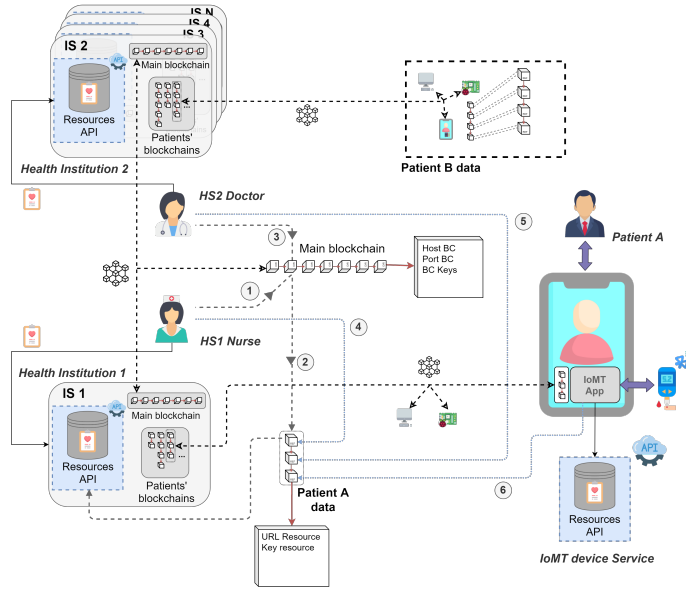 IS N
IS 4
IS 3
IS 2
API
Main blockchain
Resources
API
Patients'
blockchains
...
Health Institution 2
Patient B data
HS2 Doctor
5
3
Patient A
Main blockchain
Host BC
Port BC
BC Keys
1
4
HS1 Nurse
2
Health Institution 1
IoMT
App
IS 1
API
Main blockchain
Resources
API
Patients'
blockchains
...
API
6
Patient A
data
Resources
API
URL Resource
Key resource
IoMT device Service